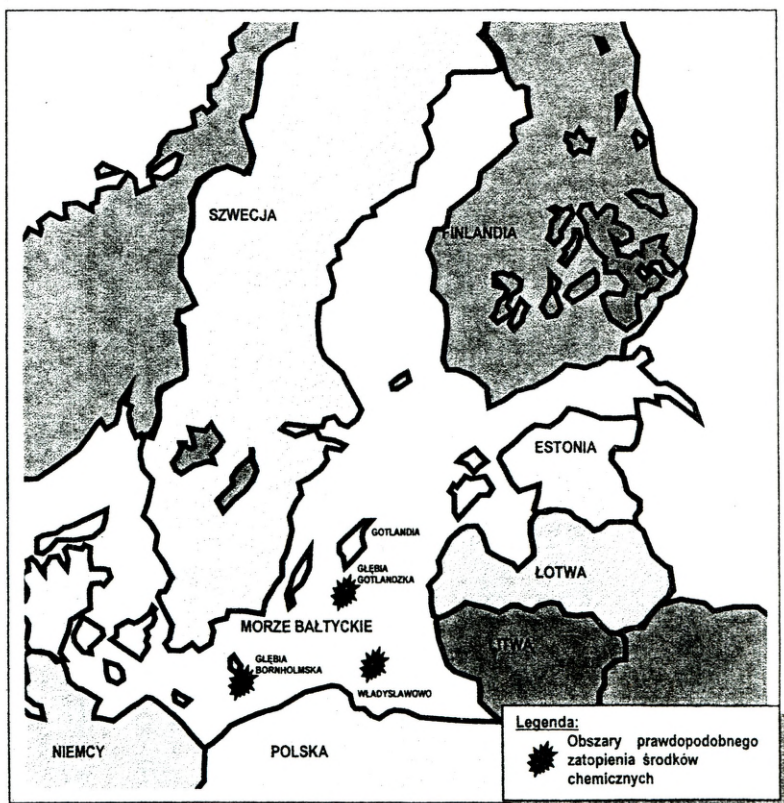 SZWECJA
FINLANDIA
ESTONIA
GOTLANDIA
GŁĘBIA
GOTLANDZKA
ŁOTWA
MORZE BAŁTYCKIE
LITWA
GŁĘBIA
BORNHOLMSKA
WŁADYSŁAWOWO
NIEMCY
POLSKA
Legenda:
Obszary prawdopodobnego
zatopienia środków
chemicznych